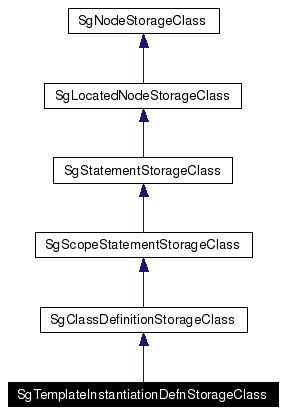 SgNodeStorageClass
SgLocatedNodeStorageClass
SgStatementStorageClass
SgScopeStatementStorageClass
SgClassDefinitionStorageClass
SgTemplateInstantiationDefnStorageClass